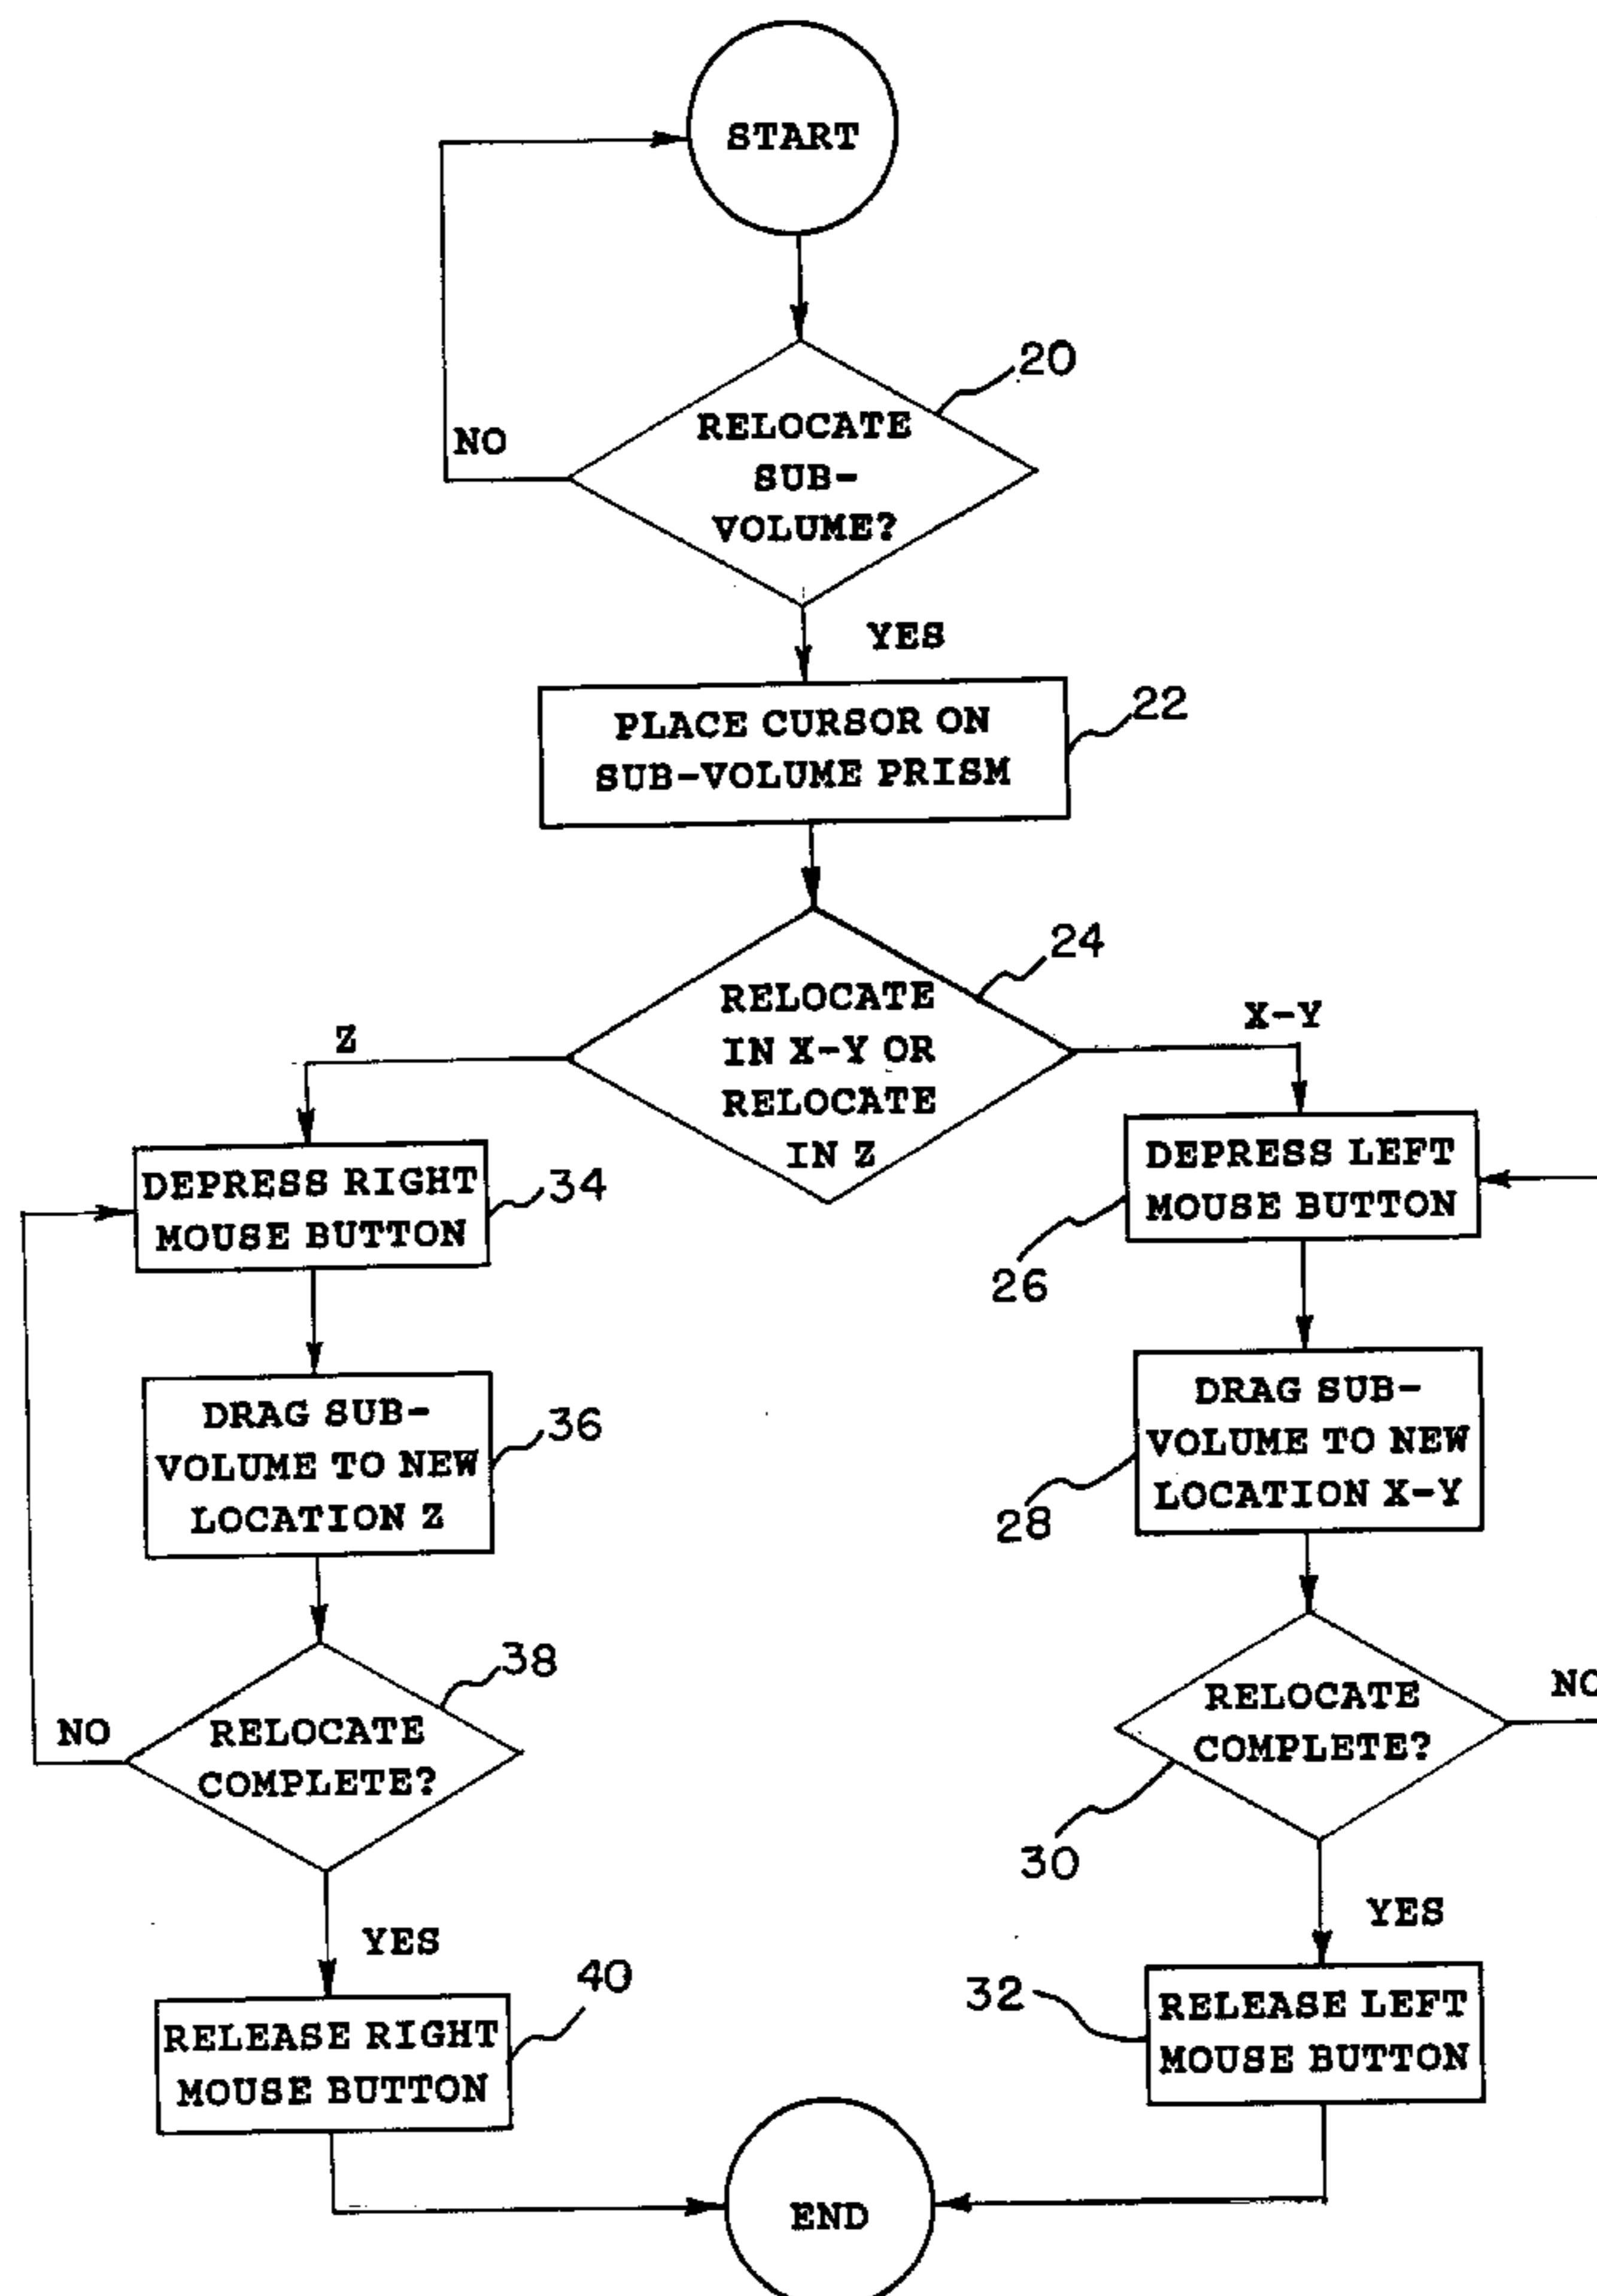 START
20
RELOCATE
SUB-
VOLUME?
NO
YES
PLACE CURSOR ON
SUB-VOLUME PRISM
22
24
RELOCATE
IN X-Y OR
RELOCATE
IN Z
Z
X-Y
DEPRESS RIGHT
MOUSE BUTTON
34
DEPRESS LEFT
MOUSE BUTTON
26
DRAG SUB-
VOLUME TO NEW
LOCATION Z
36
DRAG SUB-
VOLUME TO NEW
LOCATION X-Y
28
38
RELOCATE
COMPLETE?
NO
RELOCATE
COMPLETE?
NO
30
YES
YES
40
RELEASE RIGHT
MOUSE BUTTON
32
RELEASE LEFT
MOUSE BUTTON
END